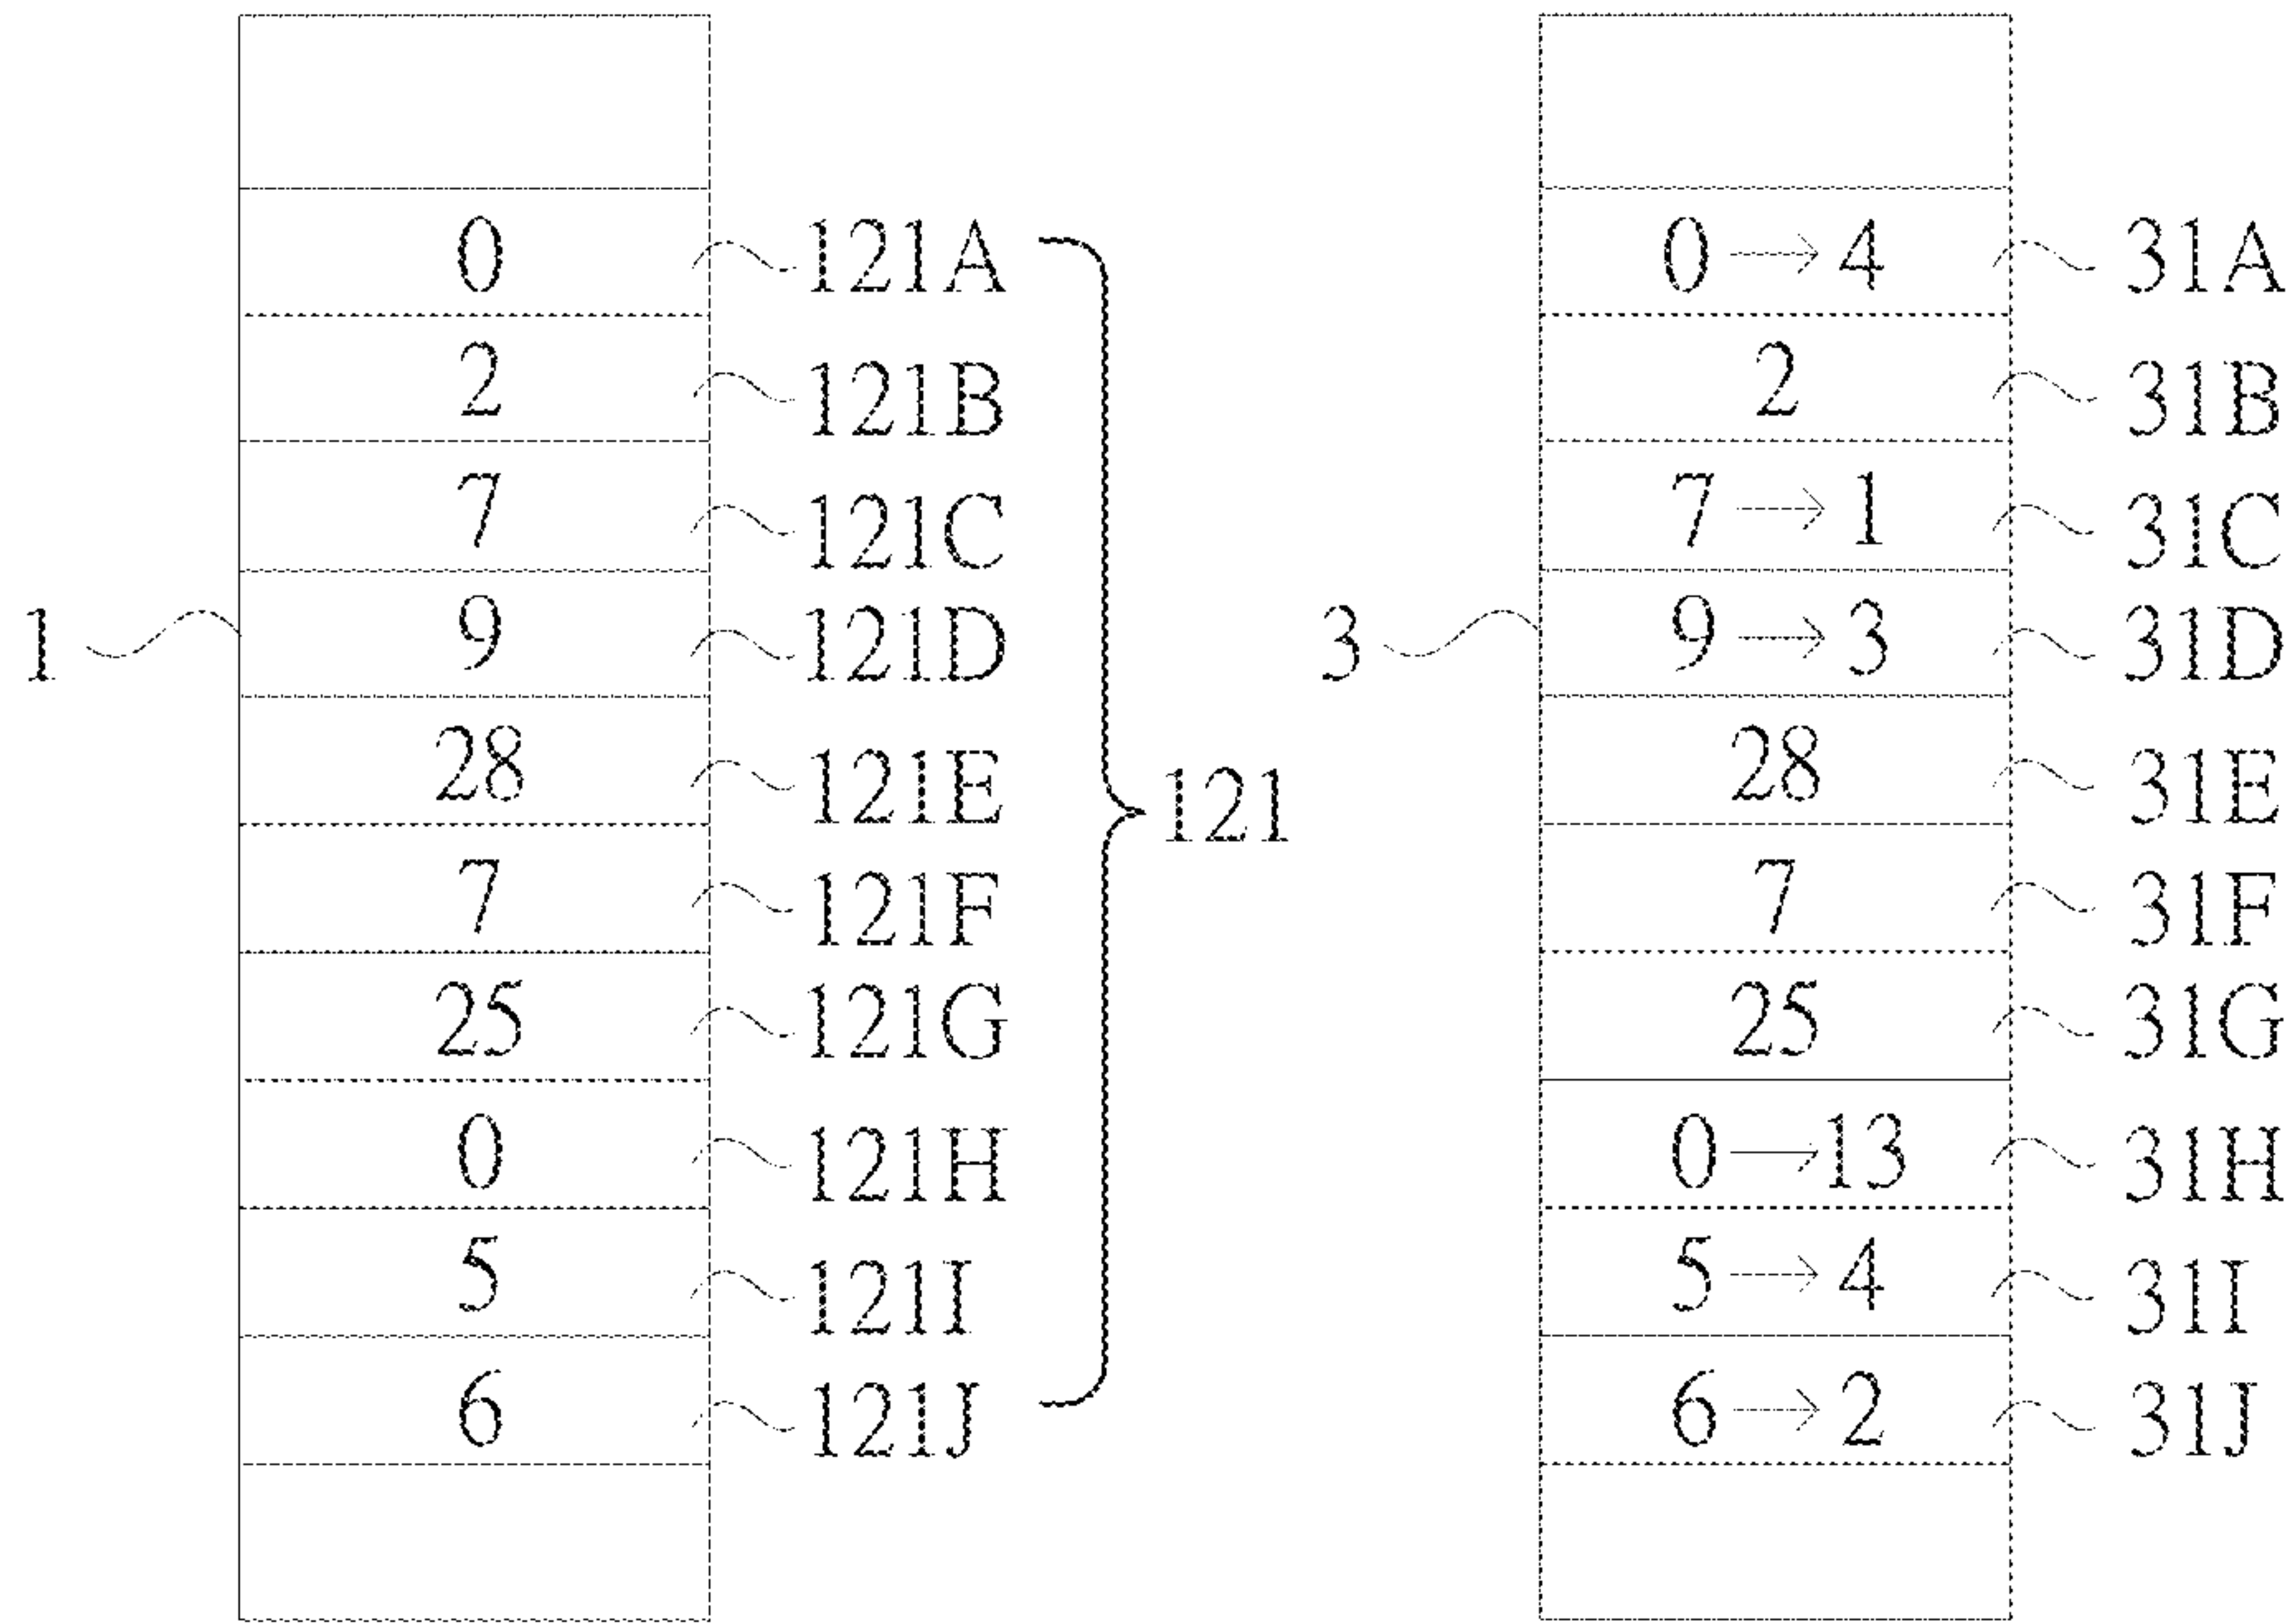 0 121A
2 121B
7 121C
9 121D
28 121E
7 121F
25 121G
0 121H
5 121I
6 121J
1
121
0→4 31A
2 31B
7→1 31C
9→3 31D
28 31E
7 31F
25 31G
0→13 31H
5→4 31I
6→2 31J
3